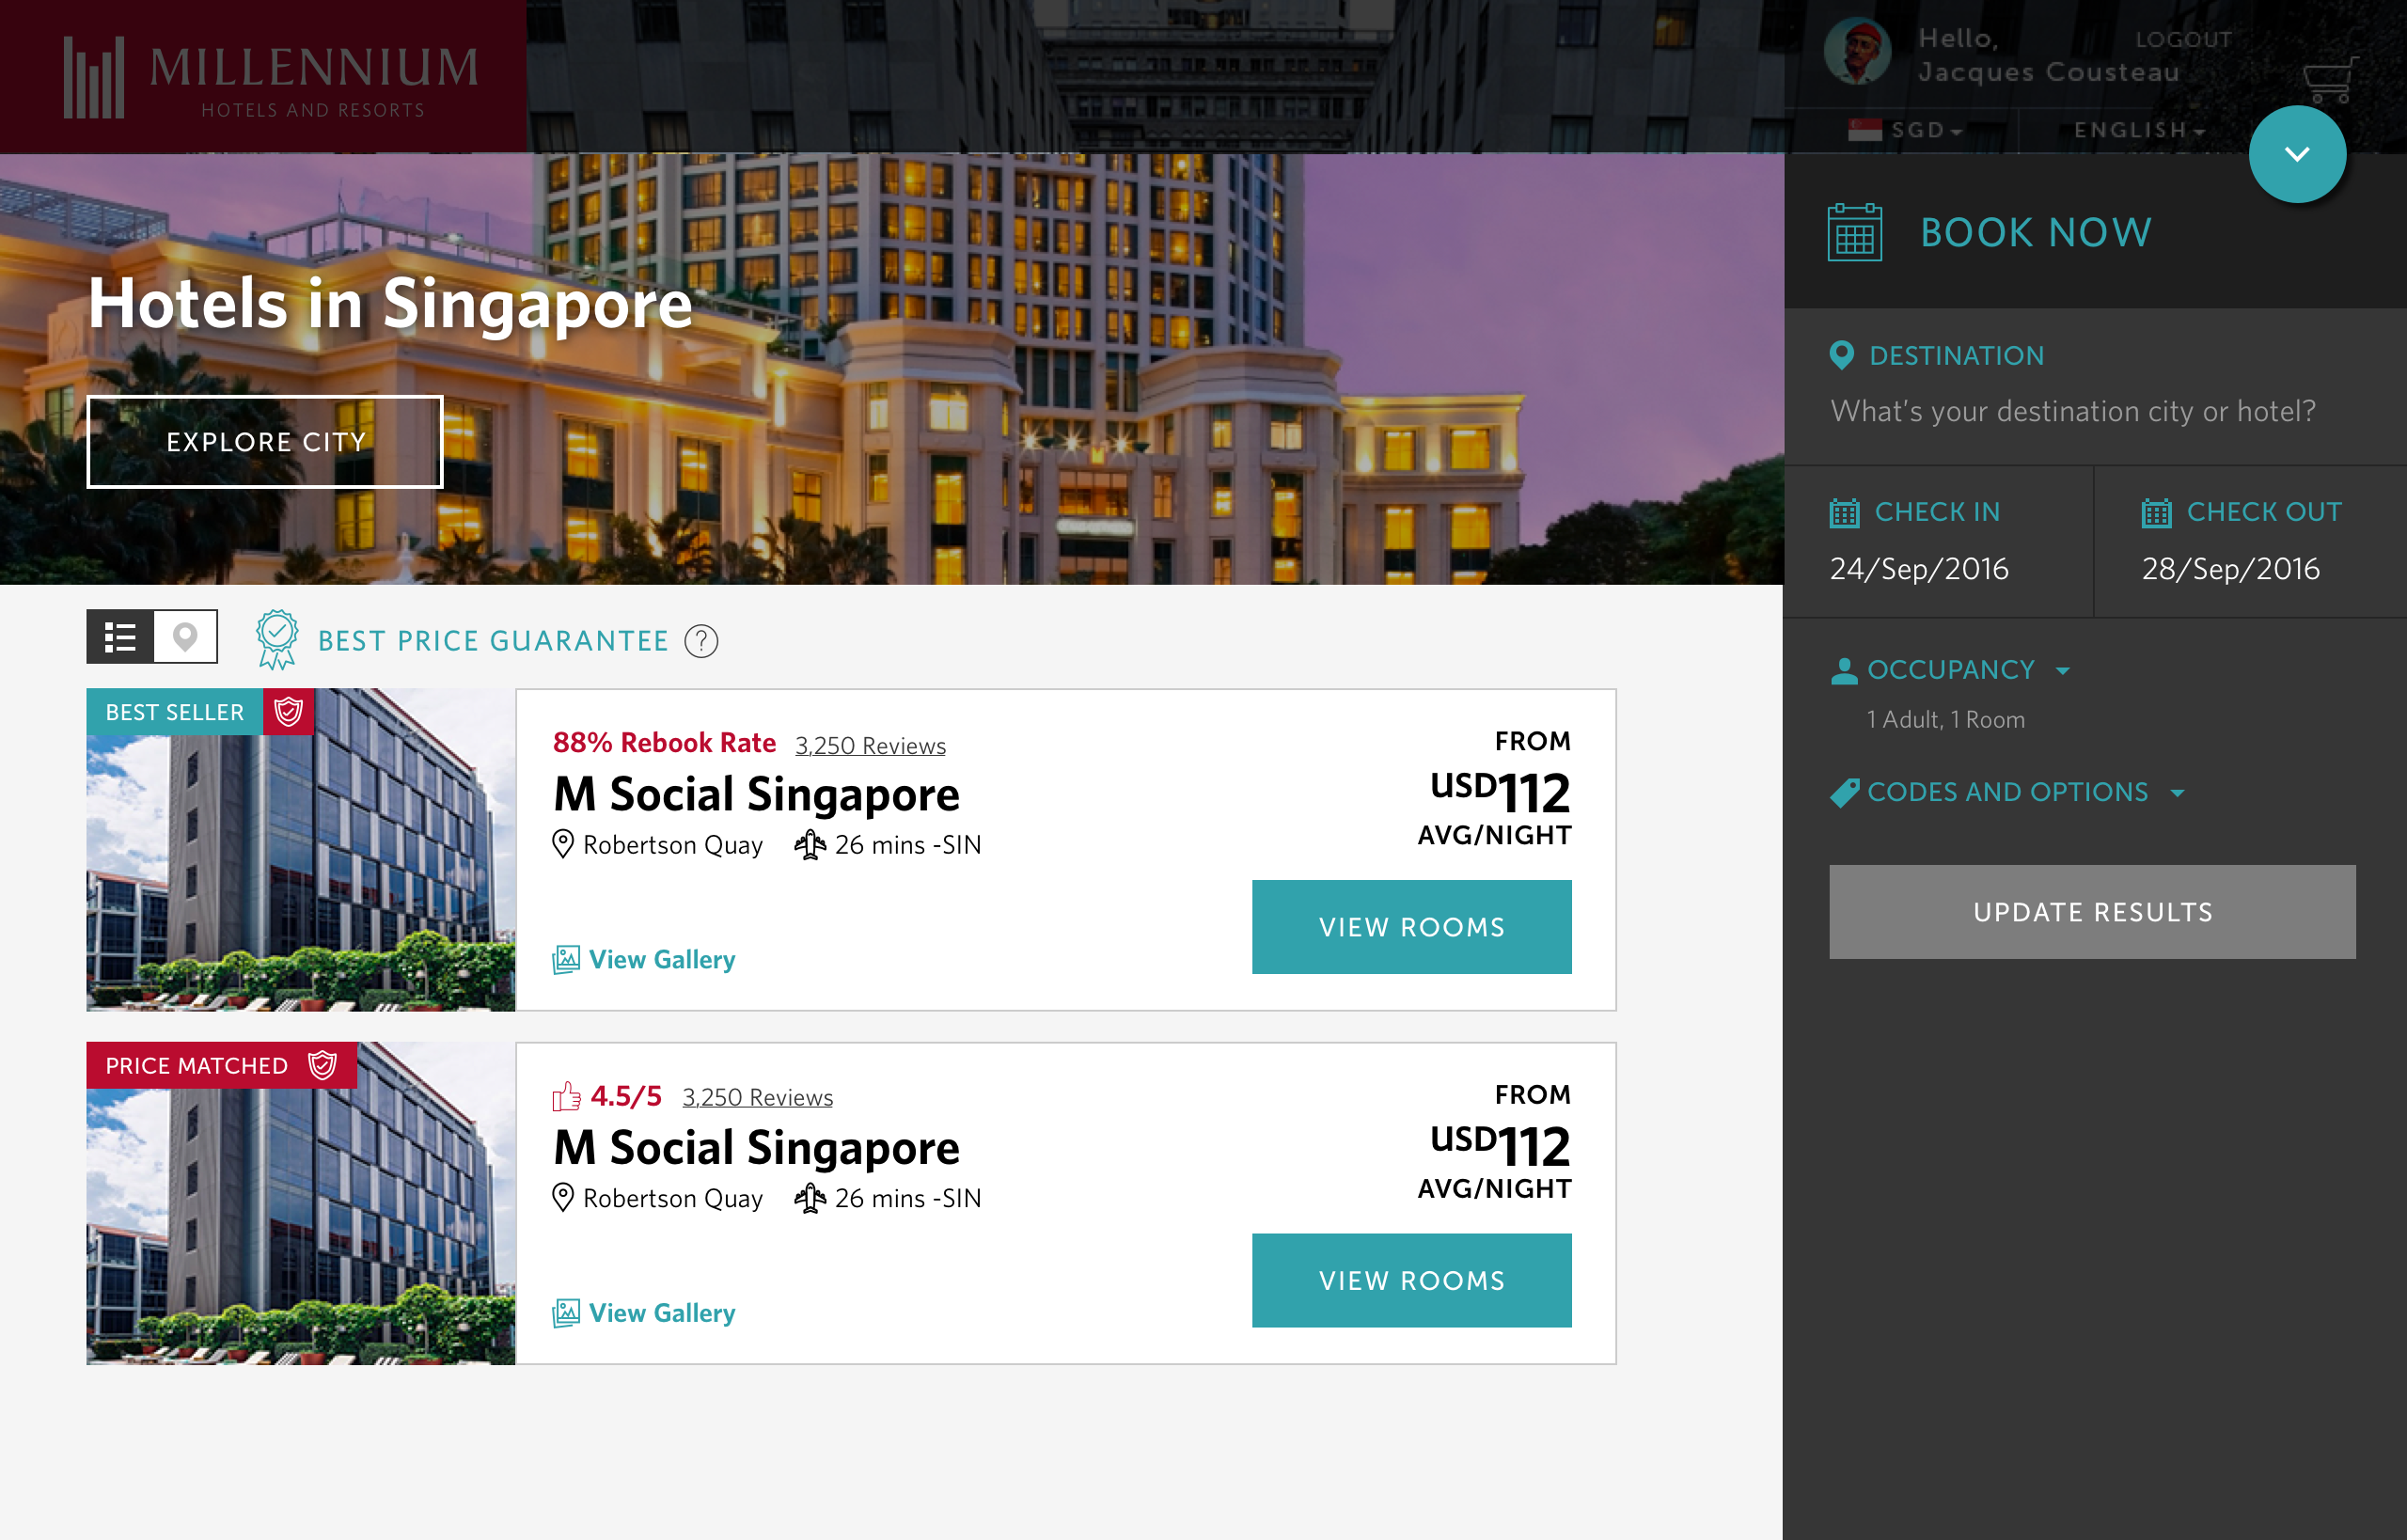 MILLENNIUM
HOTELS AND RESORTS
Hello,
Jacques Cousteau
LOGOUT
SGD
ENGLISH
BOOK NOW
Hotels in Singapore
EXPLORE CITY
DESTINATION
What's your destination city or hotel?
CHECK IN
24/Sep/2016
CHECK OUT
28/Sep/2016
OCCUPANCY
1 Adult, 1 Room
CODES AND OPTIONS
UPDATE RESULTS
BEST PRICE GUARANTEE ?
BEST SELLER
88% Rebook Rate 3,250 Reviews
M Social Singapore
Robertson Quay 26 mins -SIN
View Gallery
FROM
USD112
AVG/NIGHT
VIEW ROOMS
PRICE MATCHED
4.5/5 3,250 Reviews
M Social Singapore
Robertson Quay 26 mins -SIN
View Gallery
FROM
USD112
AVG/NIGHT
VIEW ROOMS